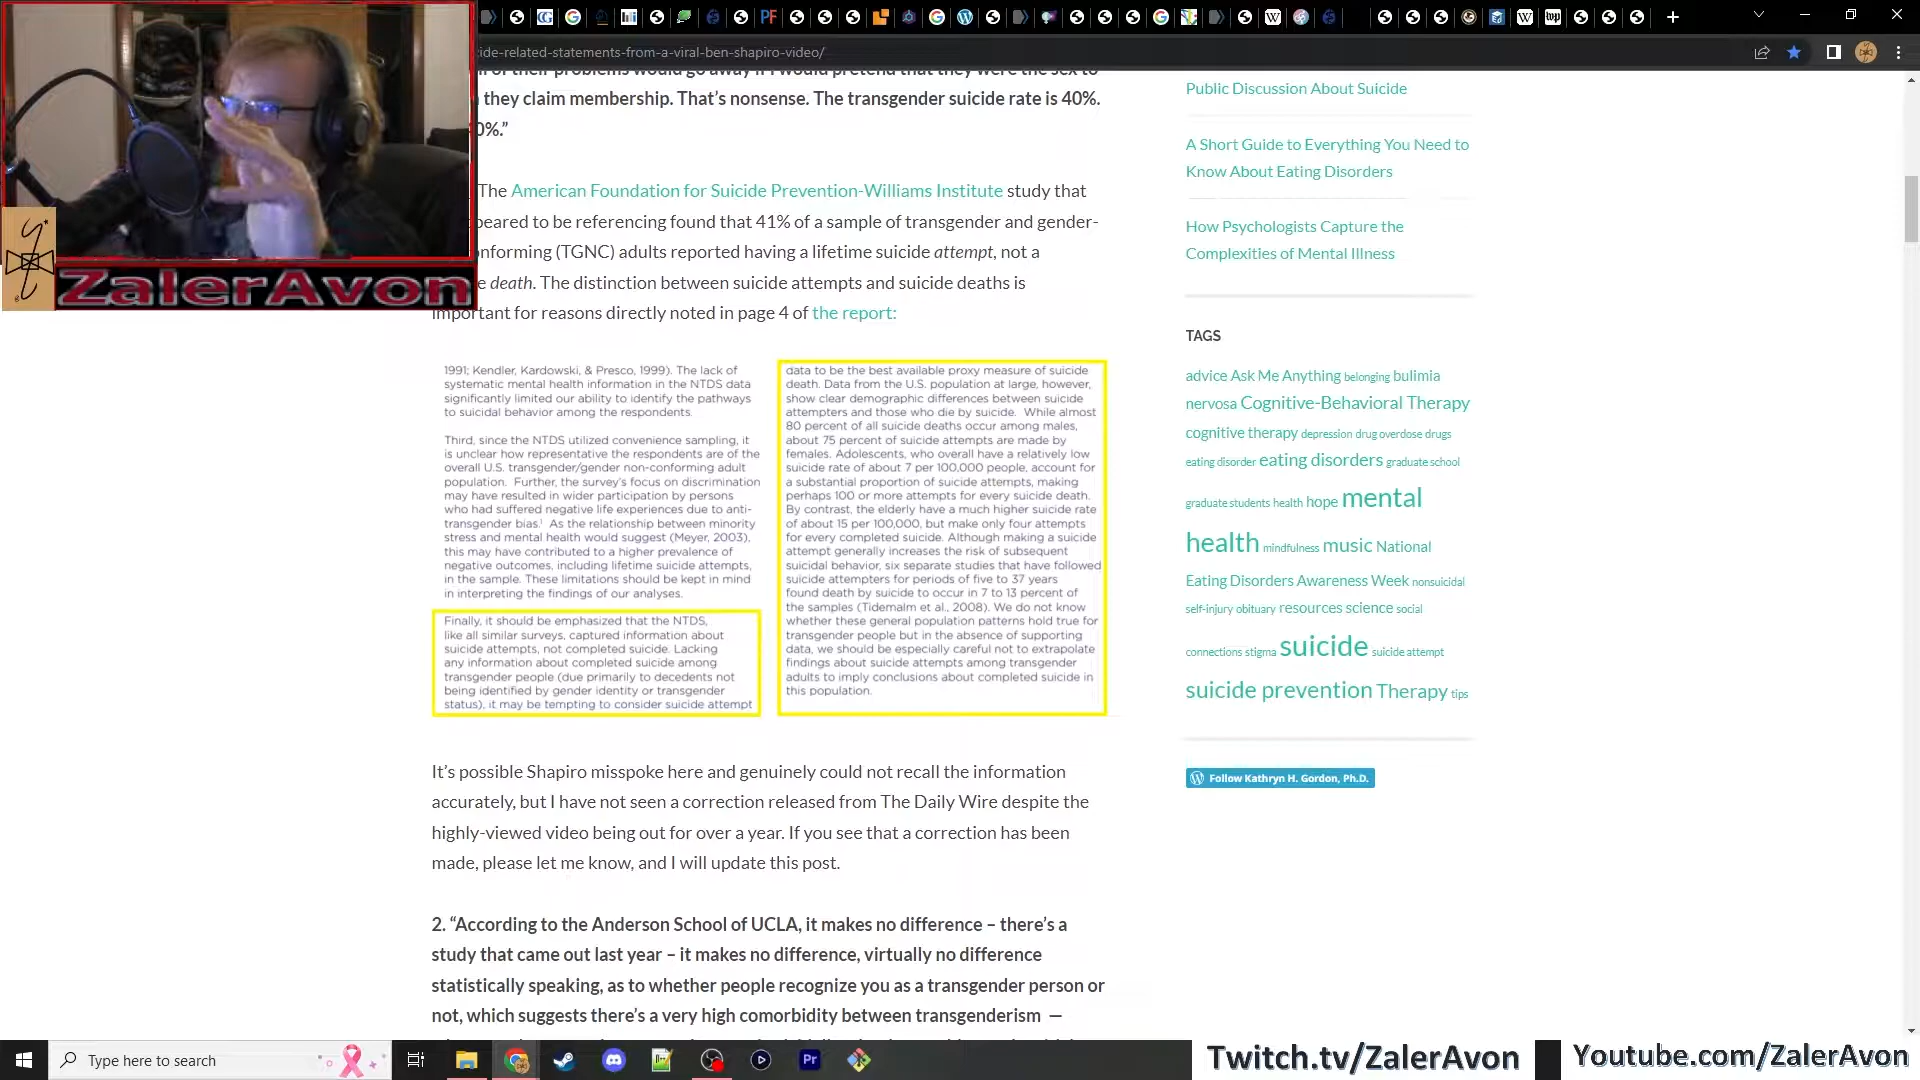 cide-related-statements-from-a-viral-ben-shapiro-video/
of their problems would go away if I would pretend that they were the sex to
they claim membership. That's nonsense. The transgender suicide rate is 40%.
0%."
The American Foundation for Suicide Prevention-Williams Institute study that
peared to be referencing found that 41% of a sample of transgender and gender-
onforming (TGNC) adults reported having a lifetime suicide attempt, not a
e death. The distinction between suicide attempts and suicide deaths is
important for reasons directly noted in page 4 of the report:
1991; Kendler, Kardowski, & Presco, 1999). The lack of
systematic mental health information in the NTDS data
significantly limited our ability to identify the pathways
to suicidal behavior among the respondents.
Third, since the NTDS utilized convenience sampling, it
is unclear how representative the respondents are of the
overall U.S. transgender/gender non-conforming adult
population. Further, the survey's focus on discrimination
may have resulted in wider participation by persons
who had suffered negative life experiences due to anti-
transgender bias.¹ As the relationship between minority
stress and mental health would suggest (Meyer, 2003),
this may have contributed to a higher prevalence of
negative outcomes, including lifetime suicide attempts,
in the sample. These limitations should be kept in mind
in interpreting the findings of our analyses.
Finally, it should be emphasized that the NTDS,
like all similar surveys, captured information about
suicide attempts, not completed suicide. Lacking
any information about completed suicide among
transgender people (due primarily to decedents not
being identified by gender identity or transgender
status), it may be tempting to consider suicide attempt
data to be the best available proxy measure of suicide
death. Data from the U.S. population at large, however,
show clear demographic differences between suicide
attempters and those who die by suicide. While almost
80 percent of all suicide deaths occur among males,
about 75 percent of suicide attempts are made by
females. Adolescents, who overall have a relatively low
suicide rate of about 7 per 100,000 people, account for
a substantial proportion of suicide attempts, making
perhaps 100 or more attempts for every suicide death.
By contrast, the elderly have a much higher suicide rate
of about 15 per 100,000, but make only four attempts
for every completed suicide. Although making a suicide
attempt generally increases the risk of subsequent
suicidal behavior, six separate studies that have followed
suicide attempters for periods of five to 37 years
found death by suicide to occur in 7 to 13 percent of
the samples (Tidemalm et al., 2008). We do not know
whether these general population patterns hold true for
transgender people but in the absence of supporting
data, we should be especially careful not to extrapolate
findings about suicide attempts among transgender
adults to imply conclusions about completed suicide in
this population.
It's possible Shapiro misspoke here and genuinely could not recall the information
accurately, but I have not seen a correction released from The Daily Wire despite the
highly-viewed video being out for over a year. If you see that a correction has been
made, please let me know, and I will update this post.
2. "According to the Anderson School of UCLA, it makes no difference – there's a
study that came out last year – it makes no difference, virtually no difference
statistically speaking, as to whether people recognize you as a transgender person or
not, which suggests there's a very high comorbidity between transgenderism —
Public Discussion About Suicide
A Short Guide to Everything You Need to
Know About Eating Disorders
How Psychologists Capture the
Complexities of Mental Illness
TAGS
advice Ask Me Anything belonging bulimia
nervosa Cognitive-Behavioral Therapy
cognitive therapy depression drug overdose drugs
eating disorder eating disorders graduate school
graduate students health hope mental
health mindfulness music National
Eating Disorders Awareness Week nonsuicidal
self-injury obituary resources science social
connections stigma suicide suicide attempt
suicide prevention Therapy tips
Follow Kathryn H. Gordon, Ph.D.
ZalerAvon
Type here to search
Twitch.tv/ZalerAvon
Youtube.com/ZalerAvon